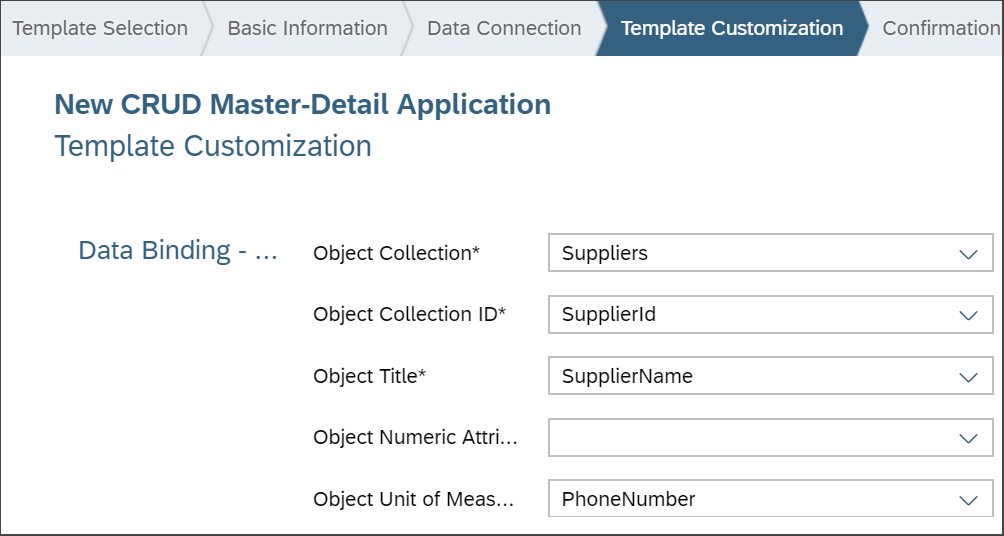 Template Selection Basic Information Data Connection Template Customization Confirmation
New CRUD Master-Detail Application
Template Customization
Data Binding - ...
Object Collection* Suppliers
Object Collection ID* SupplierId
Object Title* SupplierName
Object Numeric Attri...
Object Unit of Meas... PhoneNumber